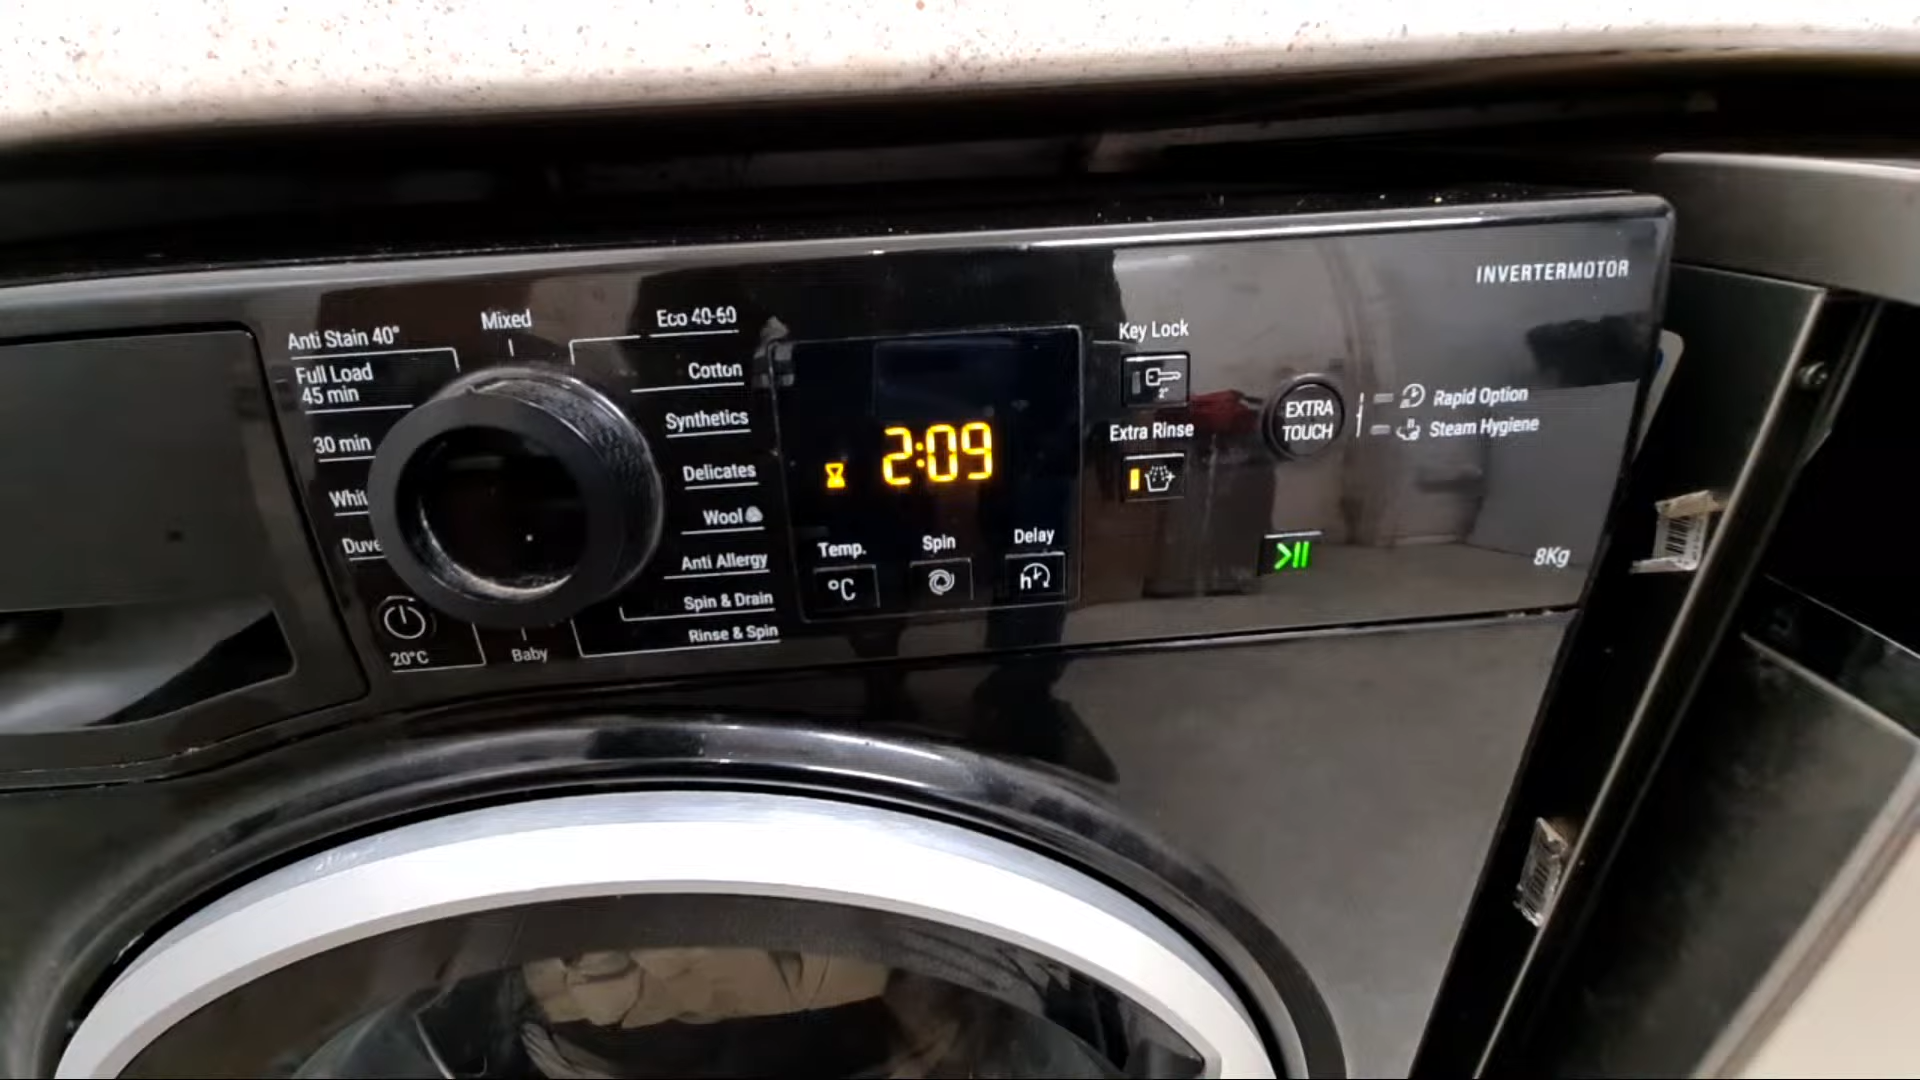 INVERTERMOTOR
Anti Stain 40°
Full Load
45 min
30 min
20°C
Mixed
Baby
Eco 40-60
Cotton
Synthetics
Delicates
Wool
Anti Allergy
Spin & Drain
Rinse & Spin
2:09
Temp.
°C
Spin
Delay
h
Key Lock
2"
Extra Rinse
EXTRA
TOUCH
Rapid Option
Steam Hygiene
8Kg